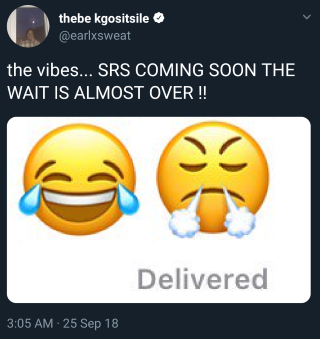 thebe kgositsile
@earlxsweat
the vibes... SRS COMING SOON THE
WAIT IS ALMOST OVER !!
Delivered
3:05 AM · 25 Sep 18